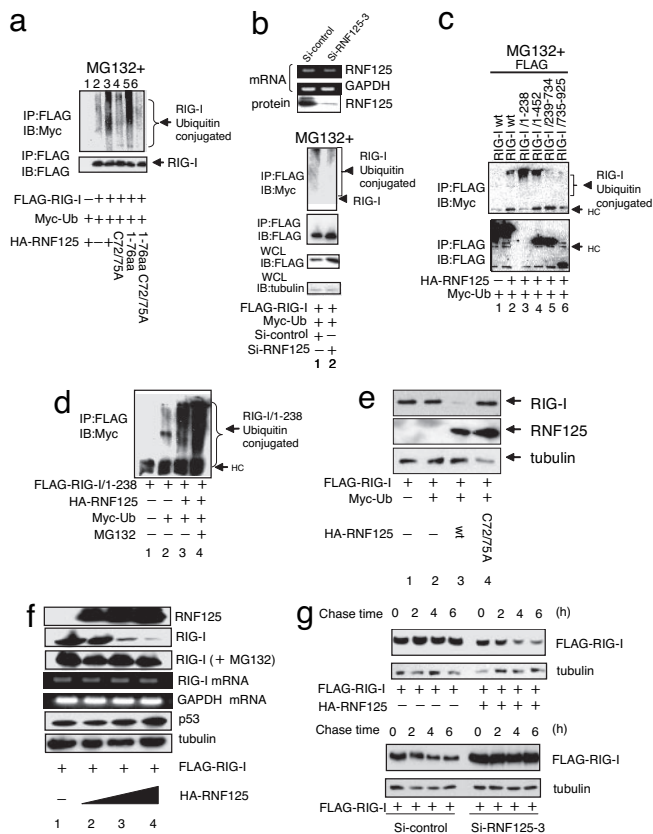 a
MG132+
1 2 3 4 5 6
IP:FLAG
IB:Myc
RIG-I
Ubiquitin
conjugated
IP:FLAG
IB:FLAG
RIG-I
FLAG-RIG-I – + + + + +
Myc-Ub + + + + + +
HA-RNF125 + – + C72/75A 1-76aa 1-76aa C72/75A
b
Si-control Si-RNF125-3
mRNA
RNF125
GAPDH
protein
RNF125
MG132+
IP:FLAG
IB:Myc
RIG-I
Ubiquitin
conjugated
RIG-I
IP:FLAG
IB:FLAG
WCL
IB:FLAG
WCL
IB:tubulin
FLAG-RIG-I + +
Myc-Ub + +
Si-control + –
Si-RNF125 – +
1 2
c
MG132+
FLAG
RIG-I wt RIG-I wt RIG-I/1-238 RIG-I/1-452 RIG-I/239-734 RIG-I/735-925
IP:FLAG
IB:Myc
RIG-I
Ubiquitin
conjugated
HC
IP:FLAG
IB:FLAG
HC
HA-RNF125 – + + + + +
Myc-Ub + + + + + +
1 2 3 4 5 6
d
IP:FLAG
IB:Myc
RIG-I/1-238
Ubiquitin
conjugated
HC
FLAG-RIG-I/1-238 + + + +
HA-RNF125 – – + +
Myc-Ub – + + +
MG132 – – – +
1 2 3 4
e
RIG-I
RNF125
tubulin
FLAG-RIG-I + + + +
Myc-Ub – + + +
HA-RNF125 – – wt C72/75A
1 2 3 4
f
RNF125
RIG-I
RIG-I (+ MG132)
RIG-I mRNA
GAPDH mRNA
p53
tubulin
+ + + + FLAG-RIG-I
– HA-RNF125
1 2 3 4
g
Chase time 0 2 4 6 0 2 4 6 (h)
FLAG-RIG-I
tubulin
FLAG-RIG-I + + + + + + + +
HA-RNF125 – – – – + + + +
Chase time 0 2 4 6 0 2 4 6 (h)
FLAG-RIG-I
tubulin
FLAG-RIG-I + + + + + + + +
Si-control Si-RNF125-3